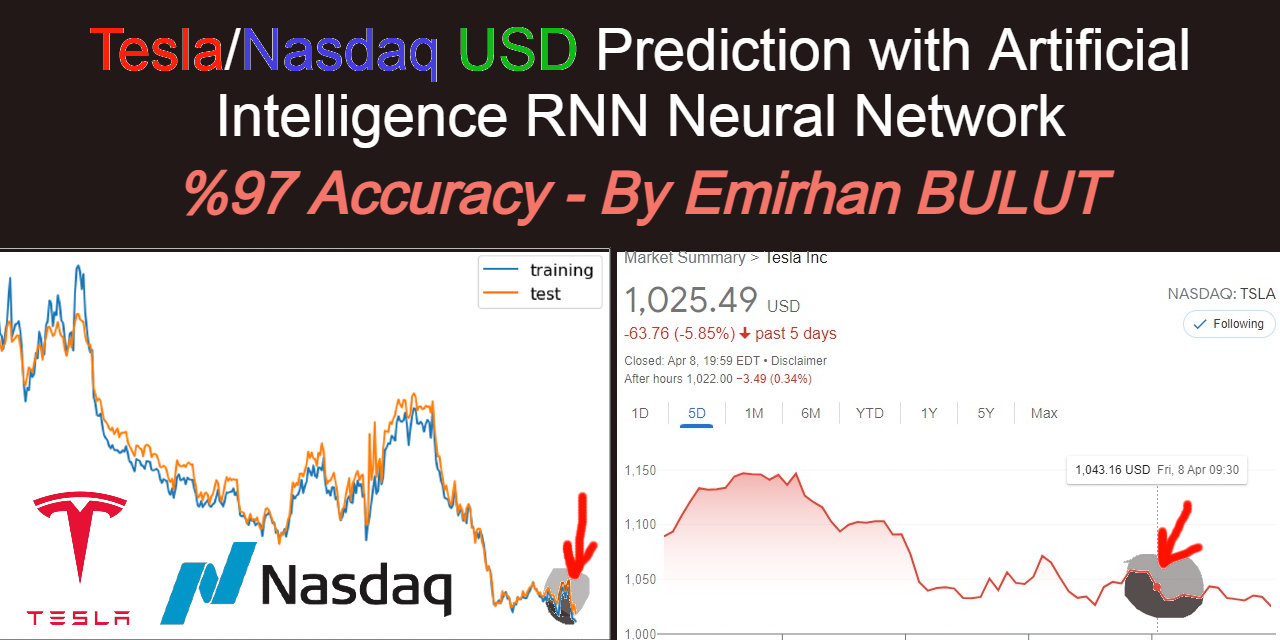 Tesla/Nasdaq USD Prediction with Artificial
Intelligence RNN Neural Network
%97 Accuracy - By Emirhan BULUT
training
test
TESLA
Nasdaq
Market Summary > Tesla Inc
1,025.49 USD
NASDAQ: TSLA
-63.76 (-5.85%) past 5 days
Following
Closed: Apr 8, 19:59 EDT • Disclaimer
After hours 1,022.00 −3.49 (0.34%)
1D 5D 1M 6M YTD 1Y 5Y Max
1,150
1,043.16 USD Fri, 8 Apr 09:30
1,100
1,050
1,000